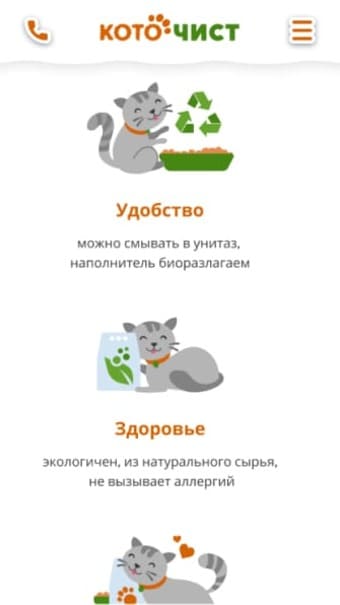 КОТОЧИСТ
Удобство
можно смывать в унитаз,
наполнитель биоразлагаем
Здоровье
экологичен, из натурального сырья,
не вызывает аллергий